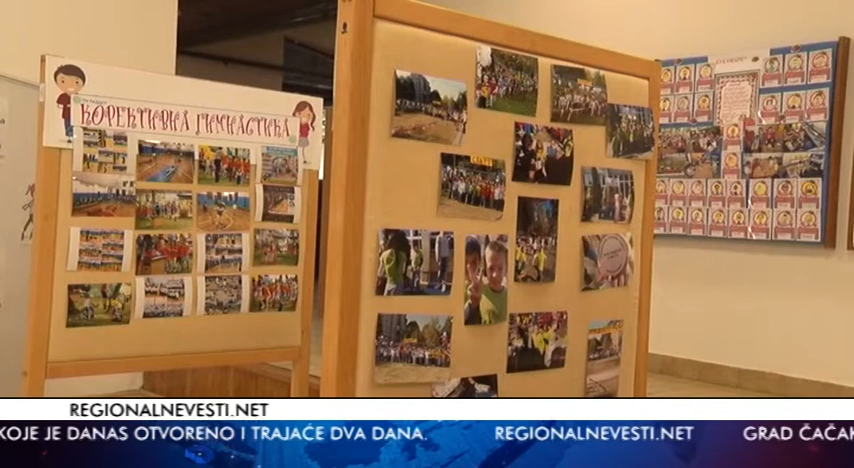 КОРЕКТИВНА ГИМНАСТИКА
REGIONALNEVESTI.NET
KOJE JE DANAS OTVORENO I TRAJAĆE DVA DANA. REGIONALNEVESTI.NET GRAD ČAČAK